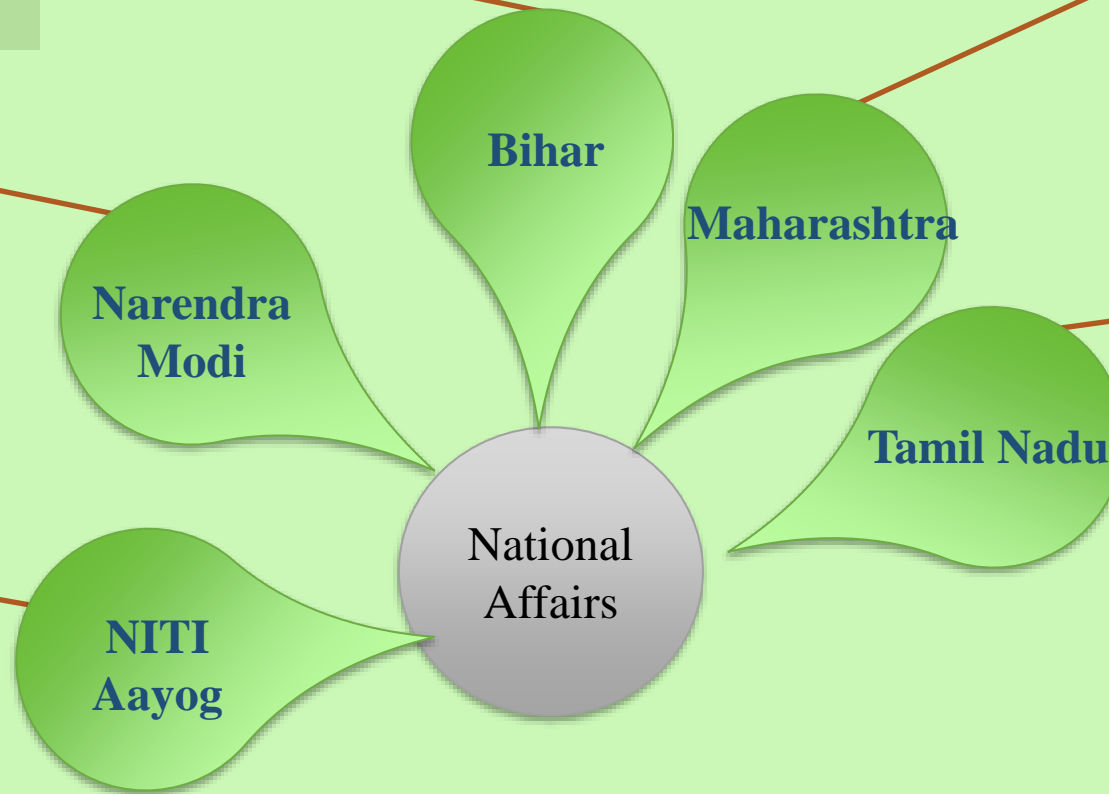 Bihar
Maharashtra
Narendra
Modi
Tamil Nadu
National
Affairs
NITI
Aayog